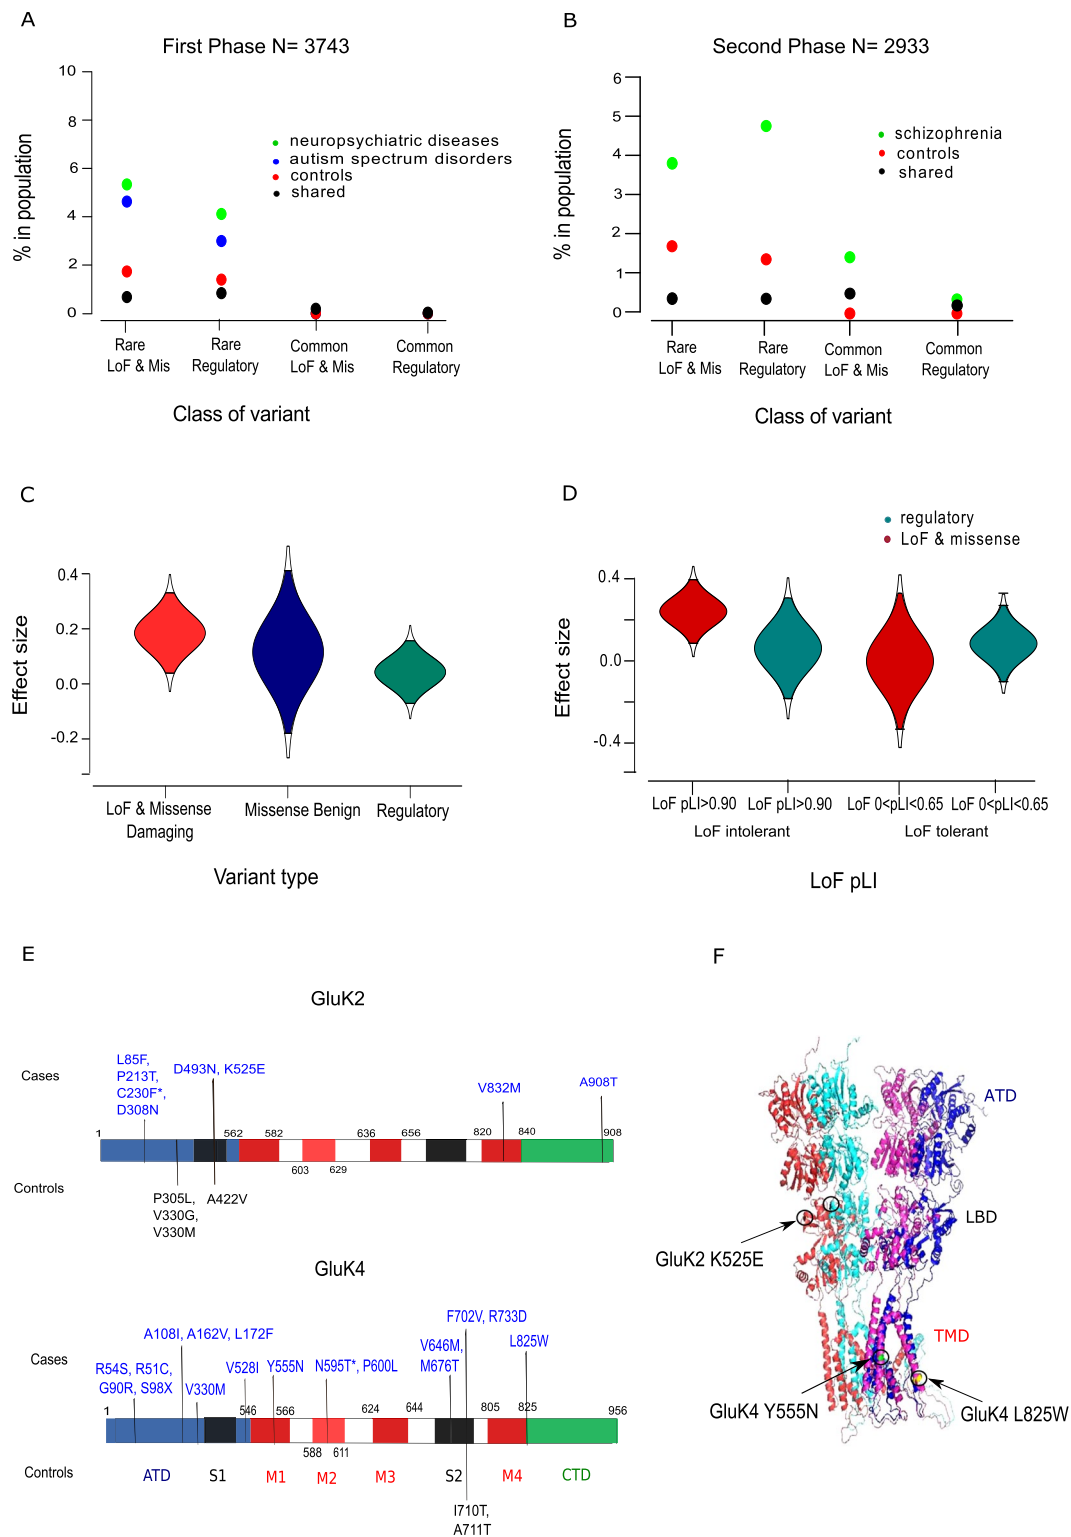 A
First Phase N= 3743
10
8
6
4
2
0
% in population
neuropsychiatric diseases
autism spectrum disorders
controls
shared
Rare
LoF & Mis
Rare
Regulatory
Common
LoF & Mis
Common
Regulatory
Class of variant
B
Second Phase N= 2933
6
5
4
3
2
1
0
% in population
schizophrenia
controls
shared
Rare
LoF & Mis
Rare
Regulatory
Common
LoF & Mis
Common
Regulatory
Class of variant
C
0.4
0.2
0.0
-0.2
Effect size
LoF & Missense
Damaging
Missense Benign
Regulatory
Variant type
D
regulatory
LoF & missense
0.4
0.0
-0.4
Effect size
LoF pLI>0.90
LoF pLI>0.90
LoF 0<pLI<0.65
LoF 0<pLI<0.65
LoF intolerant
LoF tolerant
LoF pLI
E
GluK2
Cases
L85F,
P213T,
C230F*,
D308N
D493N, K525E
V832M
A908T
1
562
582
636
656
820
840
908
603
629
Controls
P305L,
V330G,
V330M
A422V
GluK4
Cases
R54S, R51C,
G90R, S98X
A108I, A162V, L172F
V330M
V528I
Y555N
N595T*, P600L
V646M,
M676T
F702V, R733D
L825W
1
546
566
624
644
805
825
956
588
611
Controls
ATD
S1
M1
M2
M3
S2
M4
CTD
I710T,
A711T
F
ATD
LBD
GluK2 K525E
TMD
GluK4 Y555N
GluK4 L825W